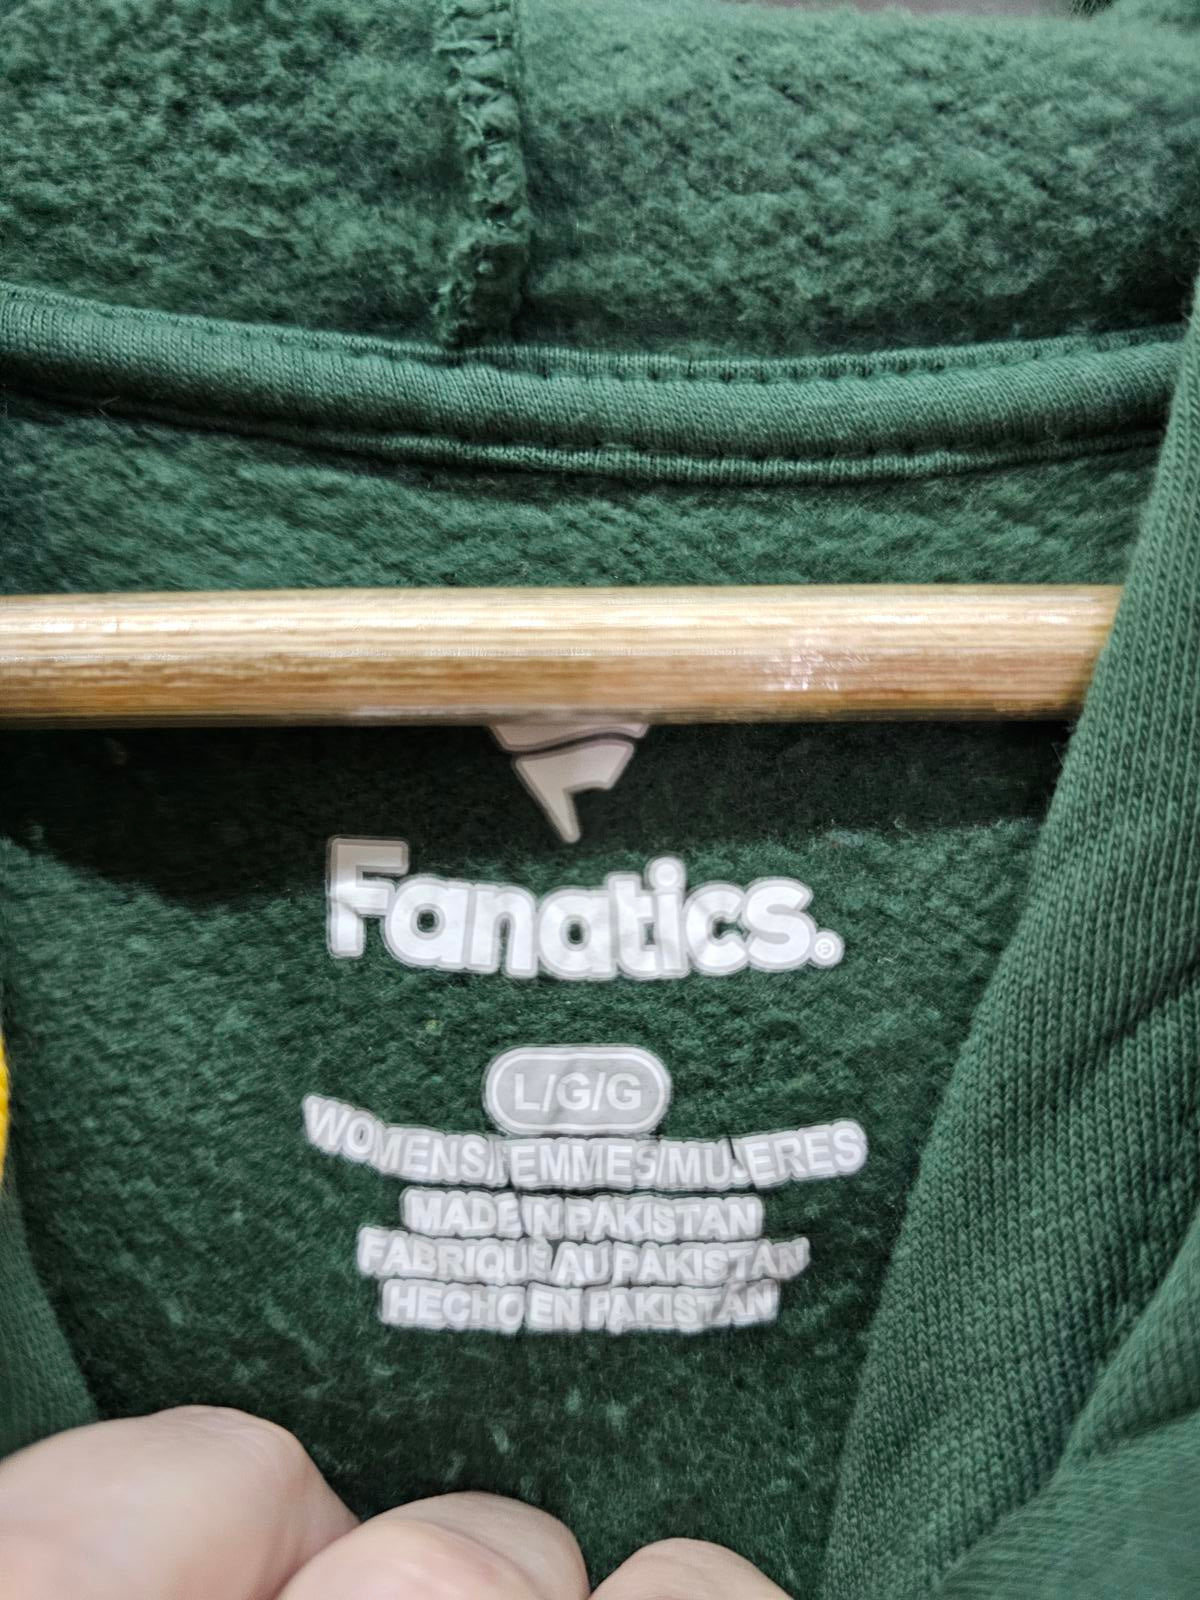 Fanatics.®
L/G/G
WOMENS/FEMMES/MUJERES
MADE IN PAKISTAN
FABRIQUÉ AU PAKISTAN
HECHO EN PAKISTÁN